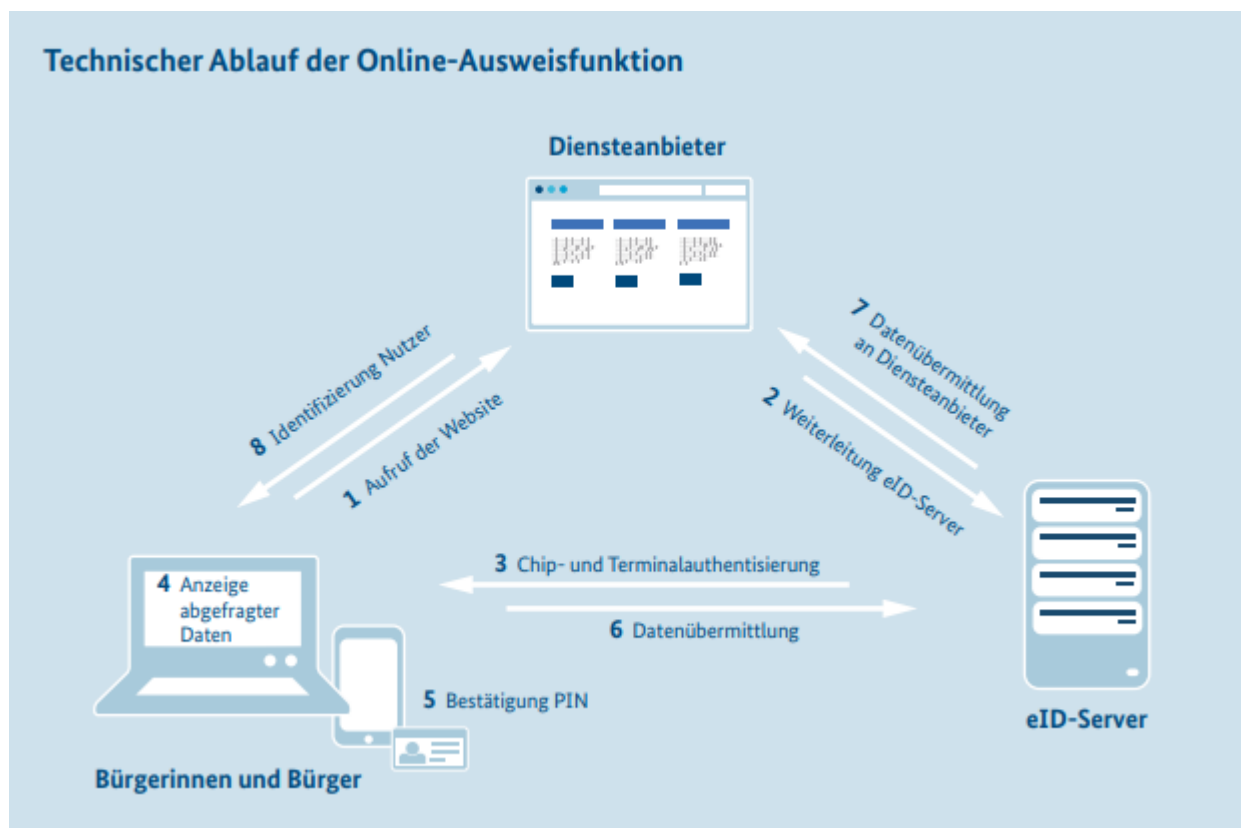 Technischer Ablauf der Online-Ausweisfunktion
Diensteanbieter
8 Identifizierung Nutzer
1 Aufruf der Website
7 Datenübermittlung
an Diensteanbieter
2 Weiterleitung eID-Server
3 Chip- und Terminalauthentisierung
4 Anzeige
abgefragter
Daten
6 Datenübermittlung
5 Bestätigung PIN
eID-Server
Bürgerinnen und Bürger